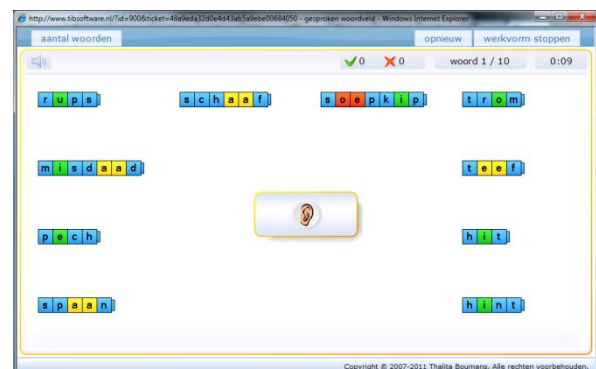 http://www.tibsoftware.nl/?id=900&ticket=48a9eda32d0e4d43ab5a9ebe00684050 - gesproken woordveld - Windows Internet Explorer
aantal woorden opnieuw werkvorm stoppen
0 0 woord 1 / 10 0:09
rups schaaf soepkip trom
misdaad teef
pech hit
spaan hint
Copyright © 2007-2011 Thalita Boumans. Alle rechten voorbehouden.